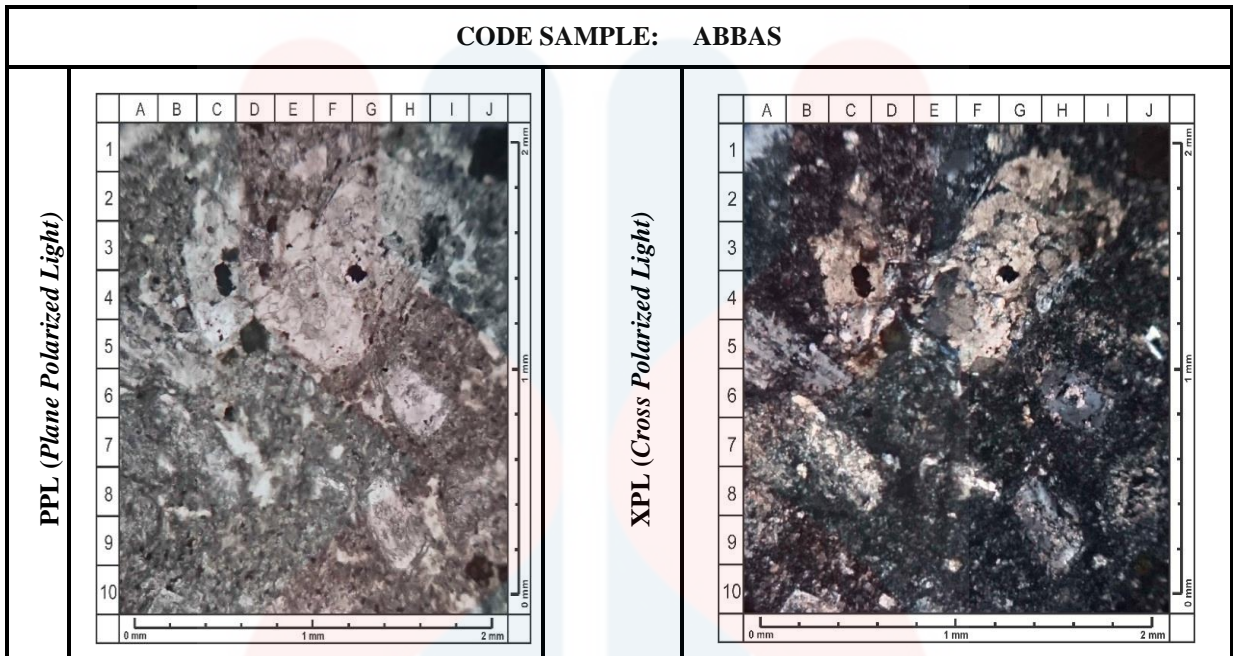 CODE SAMPLE: ABBAS
PPL (Plane Polarized Light)
A B C D E F G H I J
1
2
3
4
5
6
7
8
9
10
2 mm
1 mm
0 mm
0 mm 1 mm 2 mm
XPL (Cross Polarized Light)
A B C D E F G H I J
1
2
3
4
5
6
7
8
9
10
2 mm
1 mm
0 mm
0 mm 1 mm 2 mm